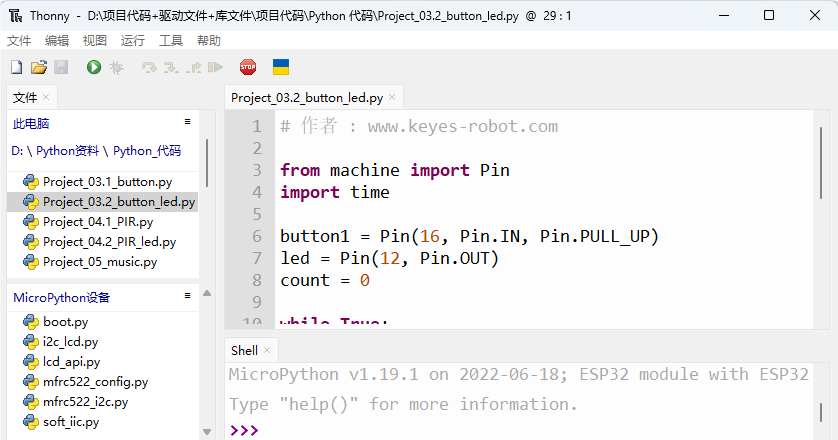 Thonny - D:\项目代码+驱动文件+库文件\项目代码\Python 代码\Project_03.2_button_led.py @ 29 : 1
文件 编辑 视图 运行 工具 帮助
STOP
文件 ×
此电脑 ≡
D: \ Python资料 \ Python_代码
Project_03.1_button.py
Project_03.2_button_led.py
Project_04.1_PIR.py
Project_04.2_PIR_led.py
Project_05_music.py
MicroPython设备 ≡
boot.py
i2c_lcd.py
lcd_api.py
mfrc522_config.py
mfrc522_i2c.py
soft_iic.py
Project_03.2_button_led.py ×
1 # 作者 : www.keyes-robot.com
2
3 from machine import Pin
4 import time
5
6 button1 = Pin(16, Pin.IN, Pin.PULL_UP)
7 led = Pin(12, Pin.OUT)
8 count = 0
9
10 while True:
Shell ×
MicroPython v1.19.1 on 2022-06-18; ESP32 module with ESP32
Type "help()" for more information.
>>>